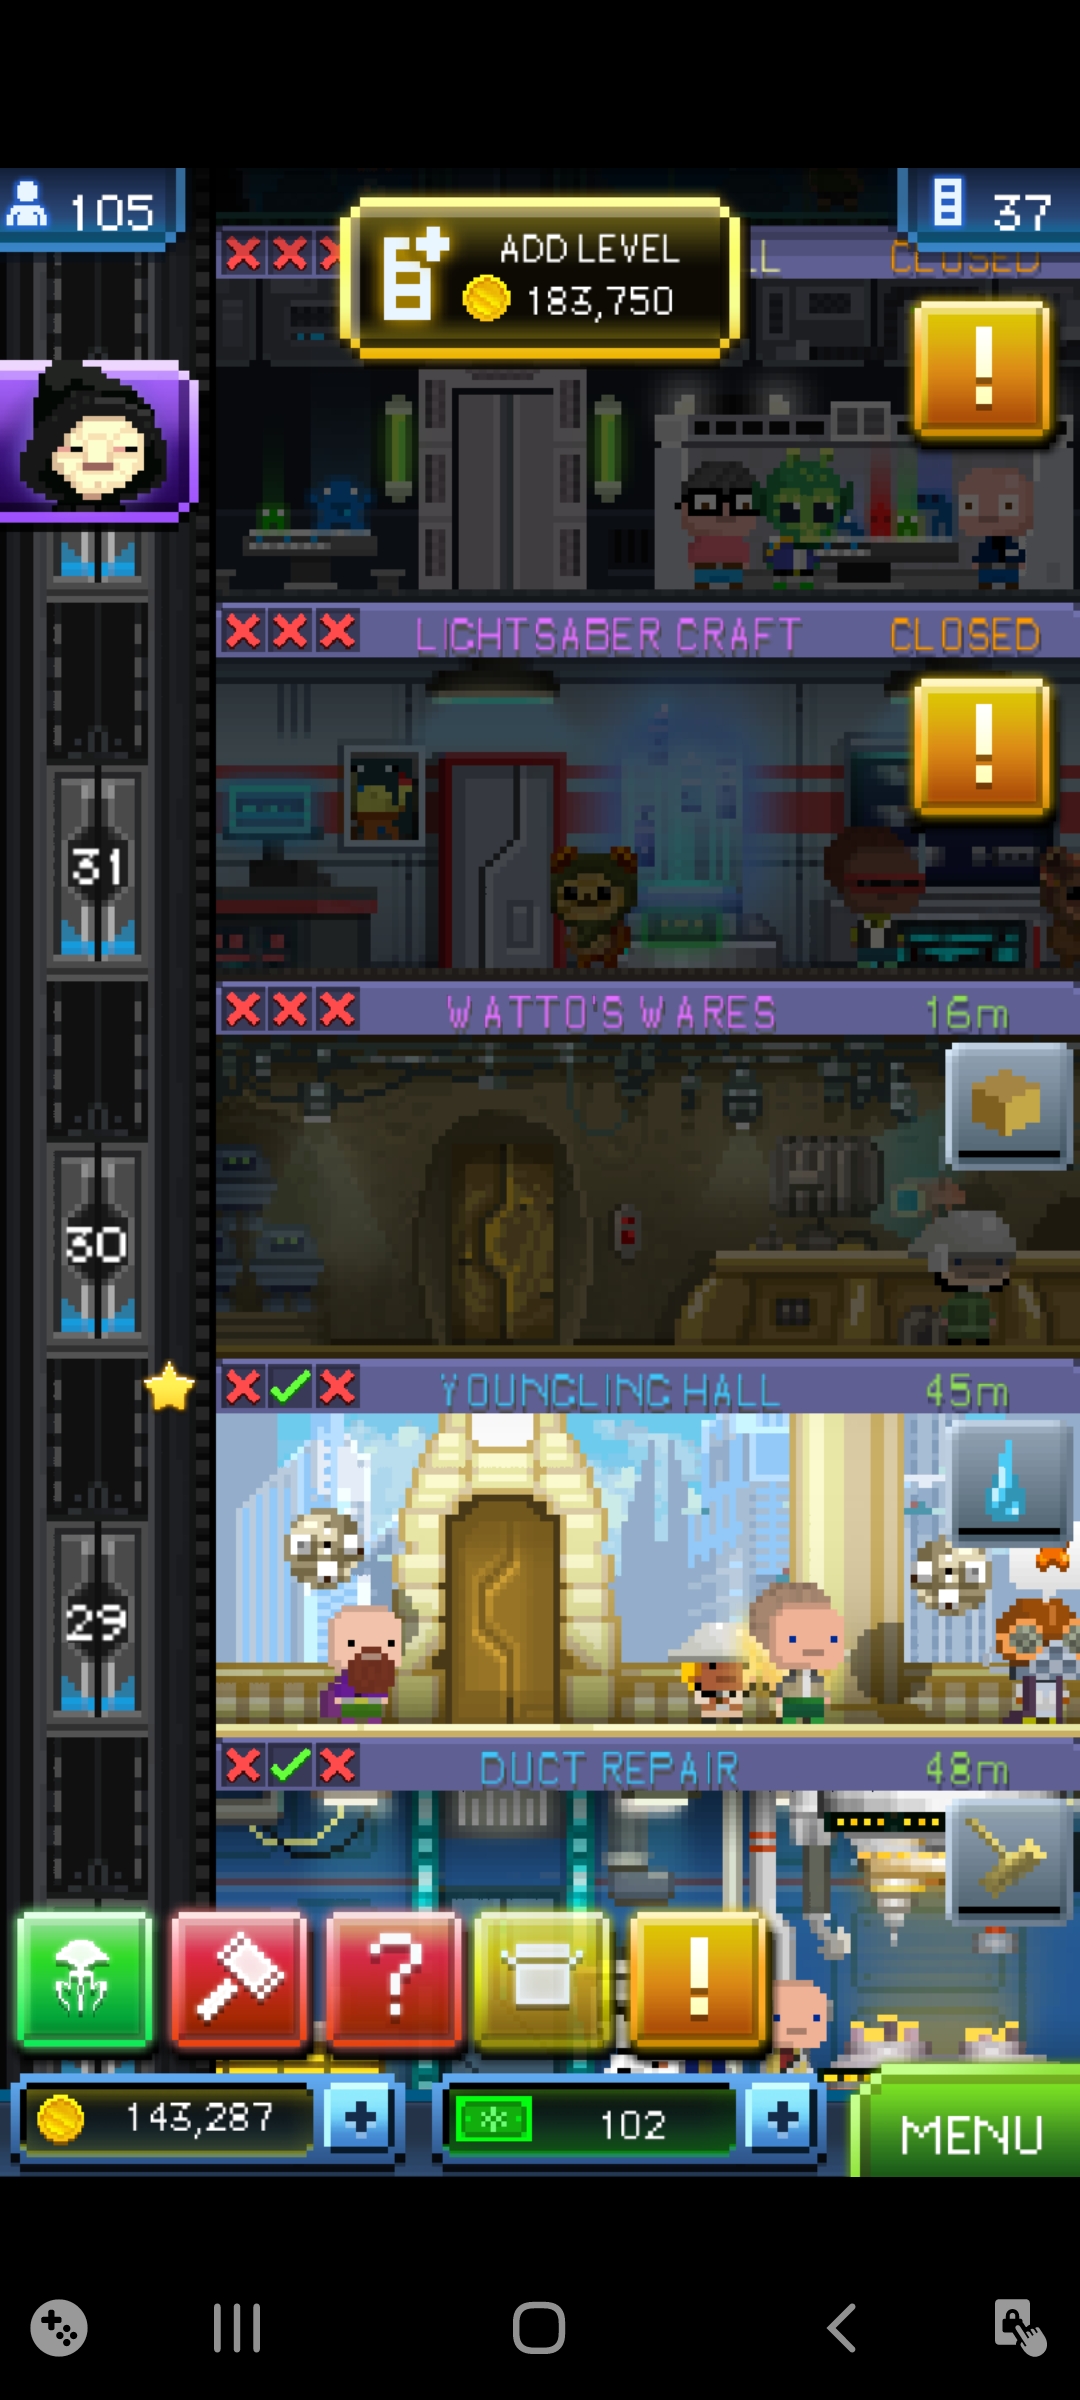 105
ADD LEVEL
183,750
37
LL
CLOSED
LIGHTSABER CRAFT
CLOSED
31
WATTO'S WARES
16m
30
YOUNGLING HALL
45m
29
DUCT REPAIR
48m
143,287
102
MENU